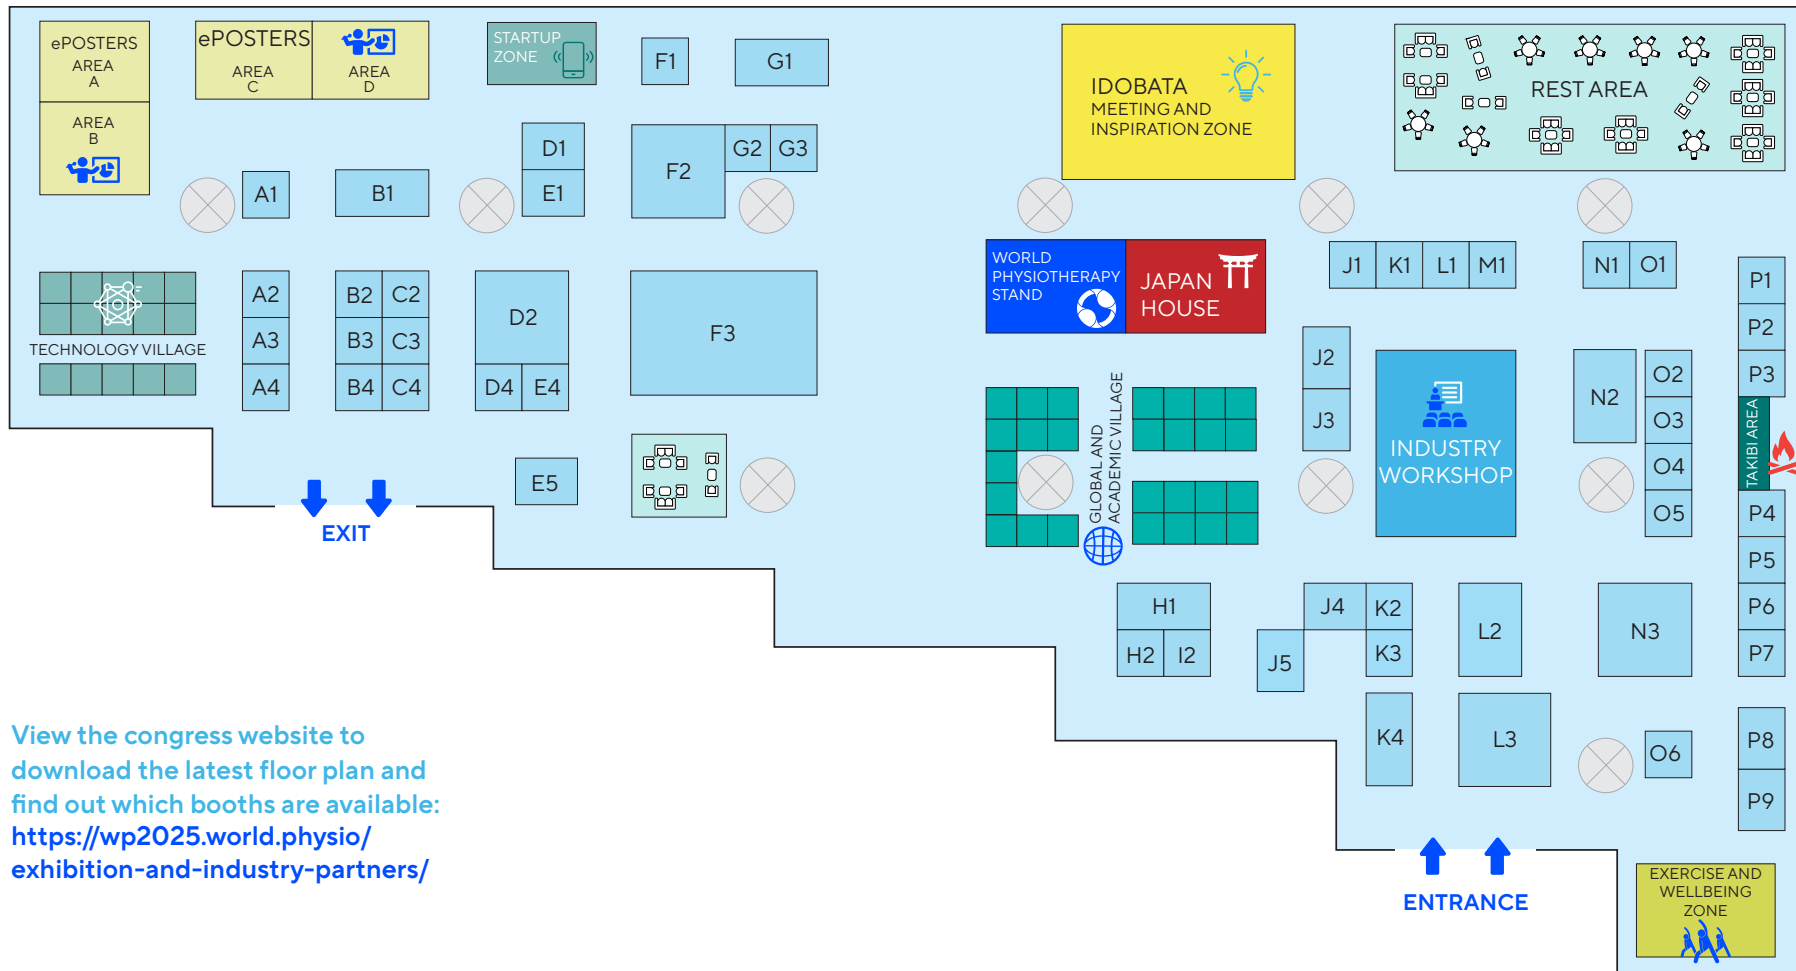 ePOSTERS
AREA
A
AREA
B
ePOSTERS
AREA
C
AREA
D
STARTUP
ZONE
F1
G1
IDOBATA
MEETING AND
INSPIRATION ZONE
REST AREA
D1
E1
F2
G2
G3
A1
B1
WORLD
PHYSIOTHERAPY
STAND
JAPAN
HOUSE
J1
K1
L1
M1
N1
O1
P1
P2
P3
TECHNOLOGY VILLAGE
A2
A3
A4
B2
C2
B3
C3
B4
C4
D2
D4
E4
F3
E5
GLOBAL AND
ACADEMIC VILLAGE
J2
J3
INDUSTRY
WORKSHOP
N2
O2
O3
O4
O5
TAKIBI AREA
P4
P5
P6
P7
EXIT
H1
H2
I2
J4
K2
J5
K3
L2
N3
K4
L3
O6
P8
P9
View the congress website to
download the latest floor plan and
find out which booths are available:
https://wp2025.world.physio/
exhibition-and-industry-partners/
ENTRANCE
EXERCISE AND
WELLBEING
ZONE